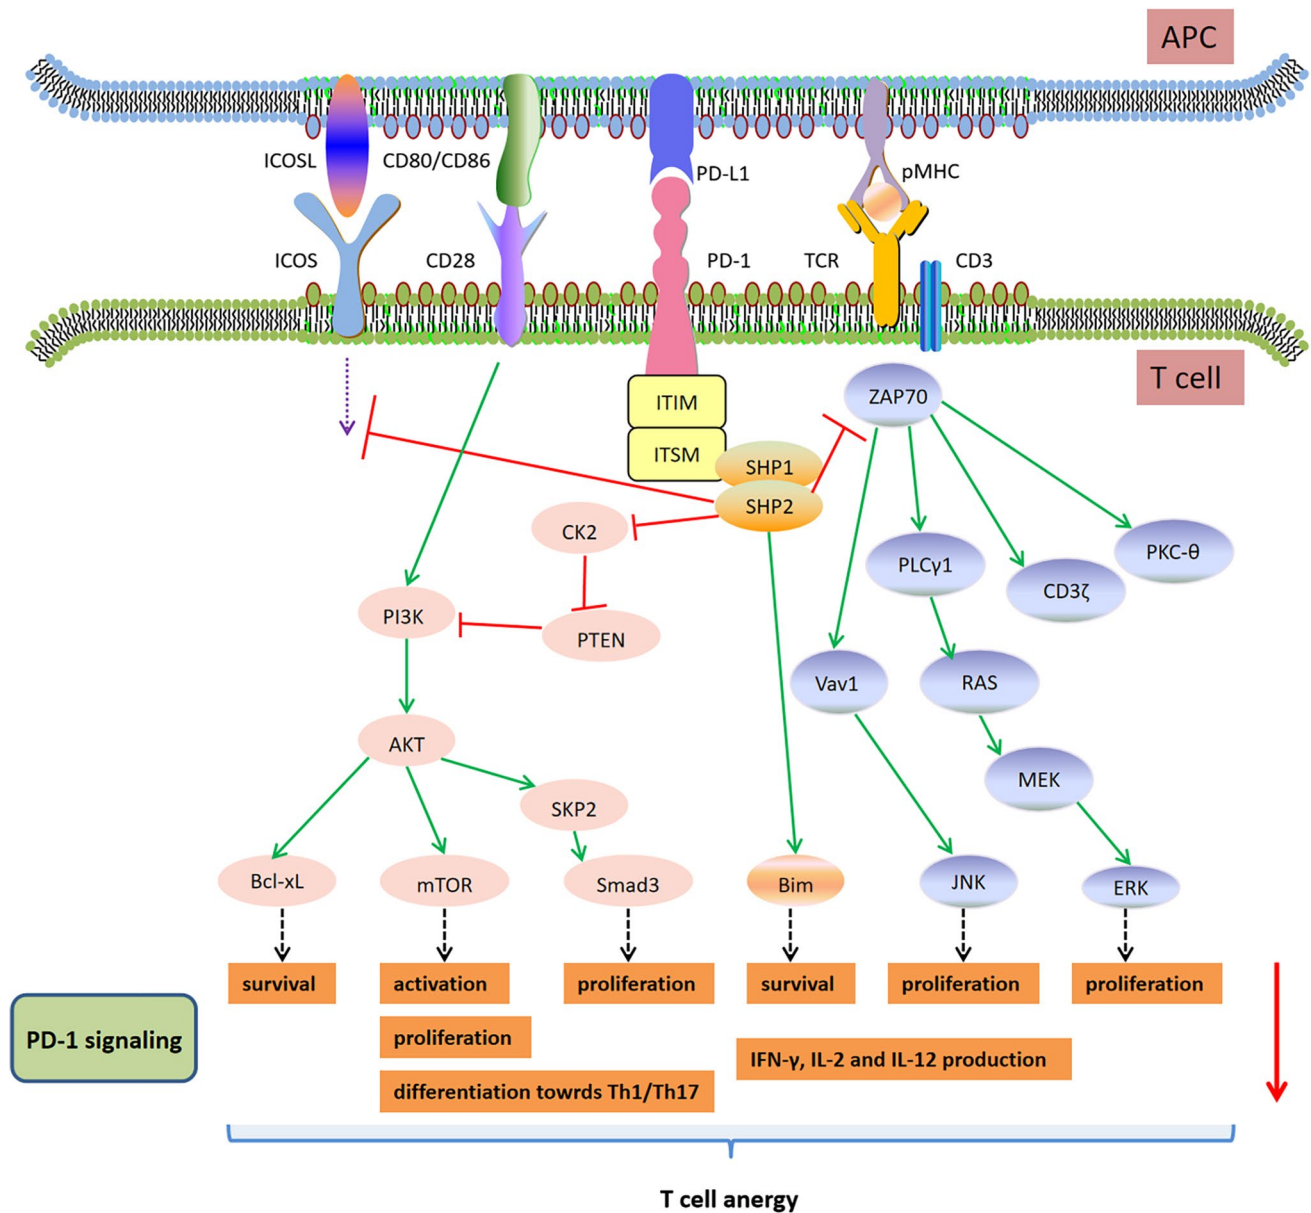 APC
ICOSL
CD80/CD86
PD-L1
pMHC
ICOS
CD28
PD-1
TCR
CD3
T cell
ITIM
ZAP70
ITSM
SHP1
SHP2
CK2
PLCγ1
PKC-θ
CD3ζ
PI3K
PTEN
Vav1
RAS
AKT
MEK
SKP2
Bcl-xL
mTOR
Smad3
Bim
JNK
ERK
survival
activation
proliferation
survival
proliferation
proliferation
PD-1 signaling
proliferation
IFN-γ, IL-2 and IL-12 production
differentiation towrds Th1/Th17
T cell anergy